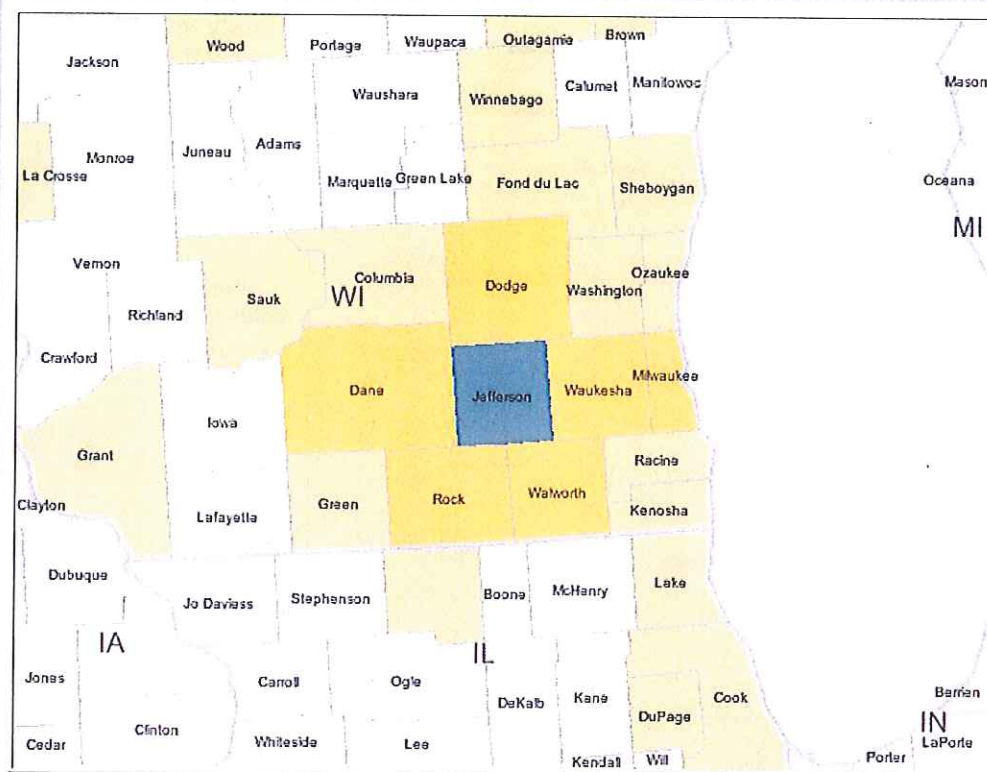 Wood
Portage
Waupaca
Outagamie
Brown
Jackson
Waushara
Winnebago
Calumet
Manitowoc
Mason
Monroe
Juneau
Adams
La Crosse
Marquette
Green Lake
Fond du Lac
Sheboygan
Oceana
MI
Vernon
Richland
Sauk
WI
Columbia
Dodge
Washington
Ozaukee
Crawford
Iowa
Dane
Jefferson
Waukesha
Milwaukee
Grant
Clayton
Lafayette
Green
Rock
Walworth
Racine
Kenosha
Dubuque
Jo Daviess
Stephenson
Boone
McHenry
Lake
IA
IL
Jones
Carroll
Ogle
DeKalb
Kane
Cook
DuPage
Berrien
IN
Cedar
Clinton
Whiteside
Lee
Kendall
Will
Porter
LaPorte